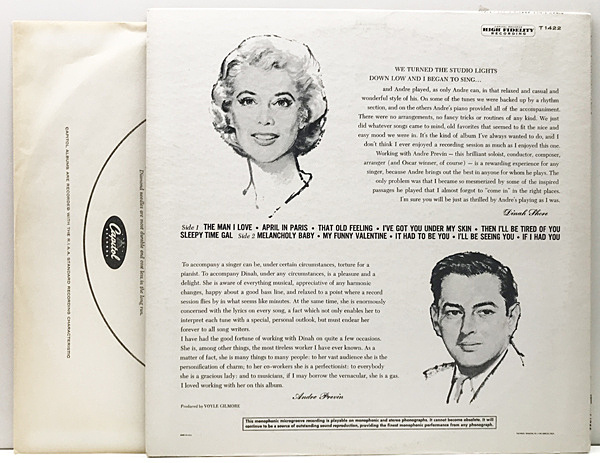 HIGH FIDELITY
RECORDING
T 1422
WE TURNED THE STUDIO LIGHTS
DOWN LOW AND I BEGAN TO SING...
and Andre played, as only Andre can, in that relaxed and casual and
wonderful style of his. On some of the tunes we were backed up by a rhythm
section, and on the others Andre's piano provided all of the accompaniment.
There were no arrangements, no fancy tricks or routines of any kind. We just
did whatever songs came to mind, old favorites that seemed to fit the nice and
easy mood we were in. It's the kind of album I've always wanted to do, and I
don't think I ever enjoyed a recording session as much as I enjoyed this one.
Working with Andre Previn — this brilliant soloist, conductor, composer,
arranger (and Oscar winner, of course) — is a rewarding experience for any
singer, because Andre brings out the best in anyone for whom he plays. The
only problem was that I became so mesmerized by some of the inspired
passages he played that I almost forgot to "come in" in the right places.
I'm sure you will be just as thrilled by Andre's playing as I was.
Dinah Shore
Side 1 THE MAN I LOVE • APRIL IN PARIS • THAT OLD FEELING • I'VE GOT YOU UNDER MY SKIN • THEN I'LL BE TIRED OF YOU
SLEEPY TIME GAL Side 2 MELANCHOLY BABY • MY FUNNY VALENTINE • IT HAD TO BE YOU • I'LL BE SEEING YOU • IF I HAD YOU
To accompany a singer can be, under certain circumstances, torture for a
pianist. To accompany Dinah, under any circumstances, is a pleasure and a
delight. She is aware of everything musical, appreciative of any harmonic
changes, happy about a good bass line, and relaxed to a point where a record
session flies by in what seems like minutes. At the same time, she is enormously
concerned with the lyrics on every song, a fact which not only enables her to
interpret each tune with a special, personal outlook, but must endear her
forever to all song writers.
I have had the good fortune of working with Dinah on quite a few occasions.
She is, among other things, the most tireless worker I have ever known. As a
matter of fact, she is many things to many people: to her vast audience she is the
personification of charm; to her co-workers she is a perfectionist; to everybody
she is a gracious lady: and to musicians, if I may borrow the vernacular, she is a gas.
I loved working with her on this album.
Andre Previn
Produced by VOYLE GILMORE
This monophonic microgroove recording is playable on monophonic and stereo phonographs. It cannot become obsolete. It will
continue to be a source of outstanding sound reproduction, providing the finest monophonic performance from any phonograph.
CAPITOL ALBUMS ARE RECORDED WITH THE R.I.A.A. STANDARD RECORDING CHARACTERISTIC
Capitol
Diamond needles are most durable and cost less in the long run.